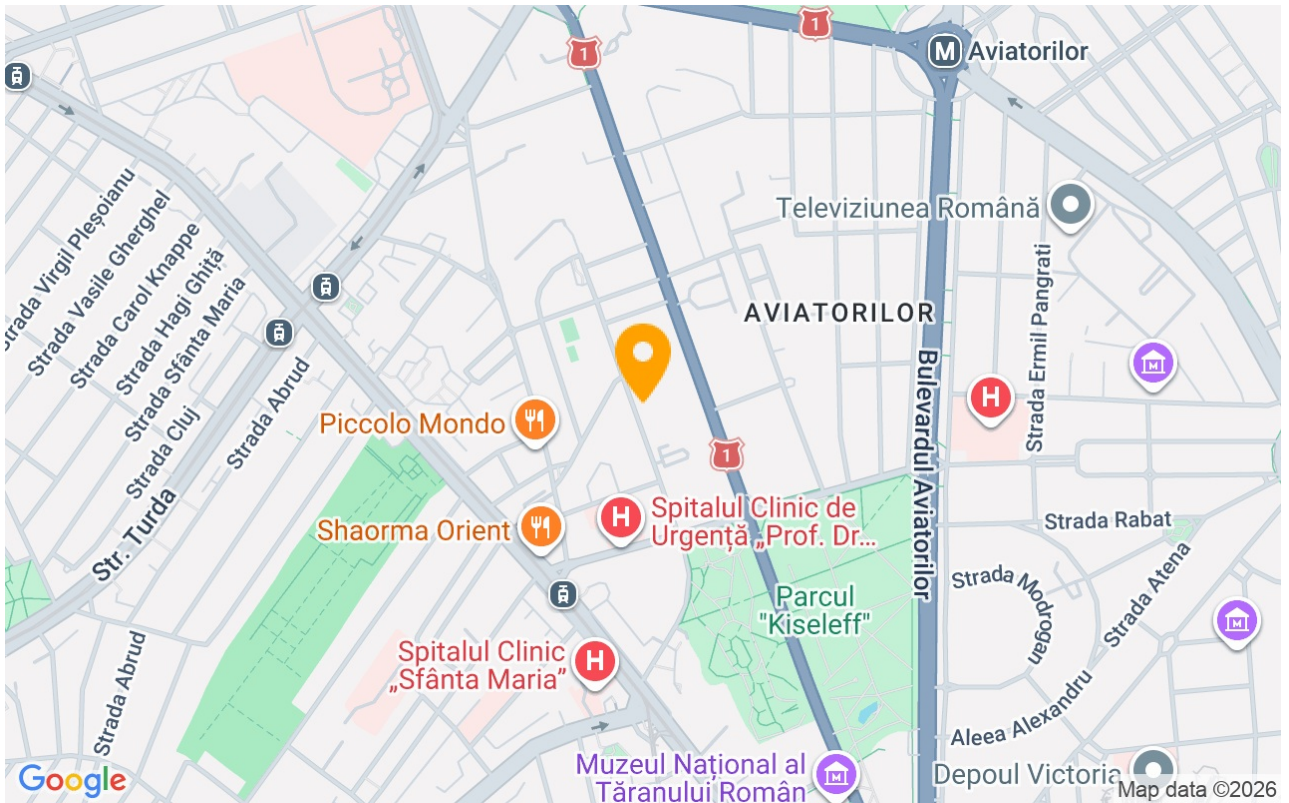 1
1
M Aviatorilor
Televiziunea Română
Strada Virgil Pleșoianu
Strada Vasile Gherghel
Strada Carol Knappe
Strada Hagi Ghiță
Strada Sfânta Maria
Strada Cluj
Strada Abrud
Str. Turda
AVIATORILOR
Strada Ermil Pangrati
Bulevardul Aviatorilor
M
H
Piccolo Mondo
1
Shaorma Orient
H
Spitalul Clinic de
Urgență „Prof. Dr...
Strada Rabat
Strada Atena
Strada Modrogan
Parcul
"Kiseleff"
M
Spitalul Clinic
„Sfânta Maria”
H
Strada Abrud
Aleea Alexandru
Muzeul Național al
Țăranului Român
M
Depoul Victoria
Google
Map data ©2026